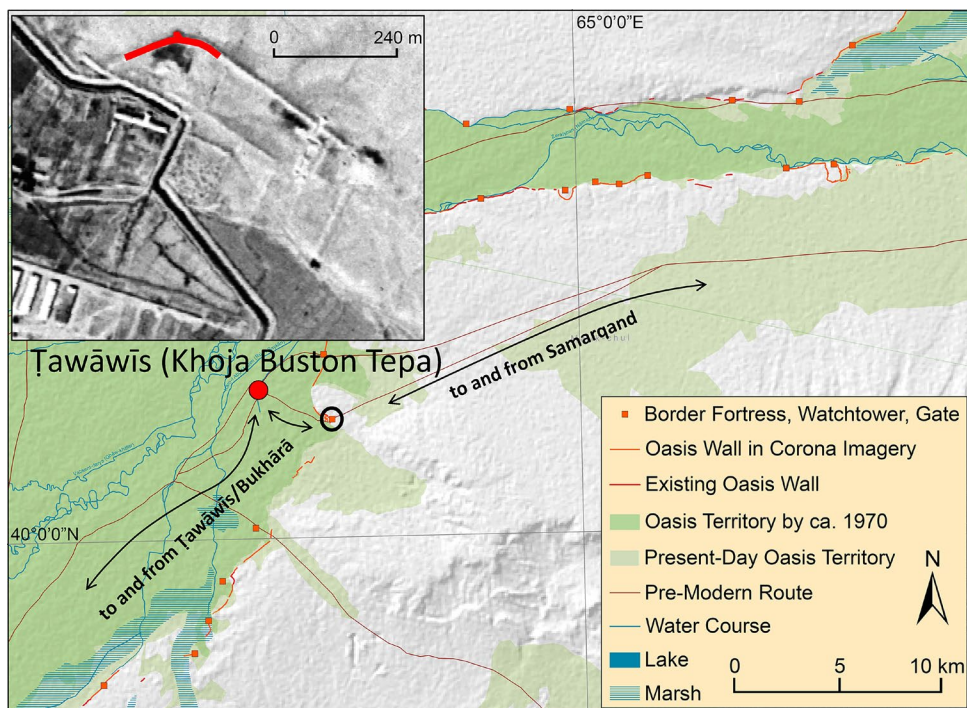 0 240 m
65°0'0"E
Ṭawāwīs (Khoja Buston Tepa)
to and from Samarqand
to and from Ṭawāwīs/Bukhārā
40°0'0"N
Border Fortress, Watchtower, Gate
Oasis Wall in Corona Imagery
Existing Oasis Wall
Oasis Territory by ca. 1970
Present-Day Oasis Territory
Pre-Modern Route
Water Course
Lake
Marsh
N
0 5 10 km